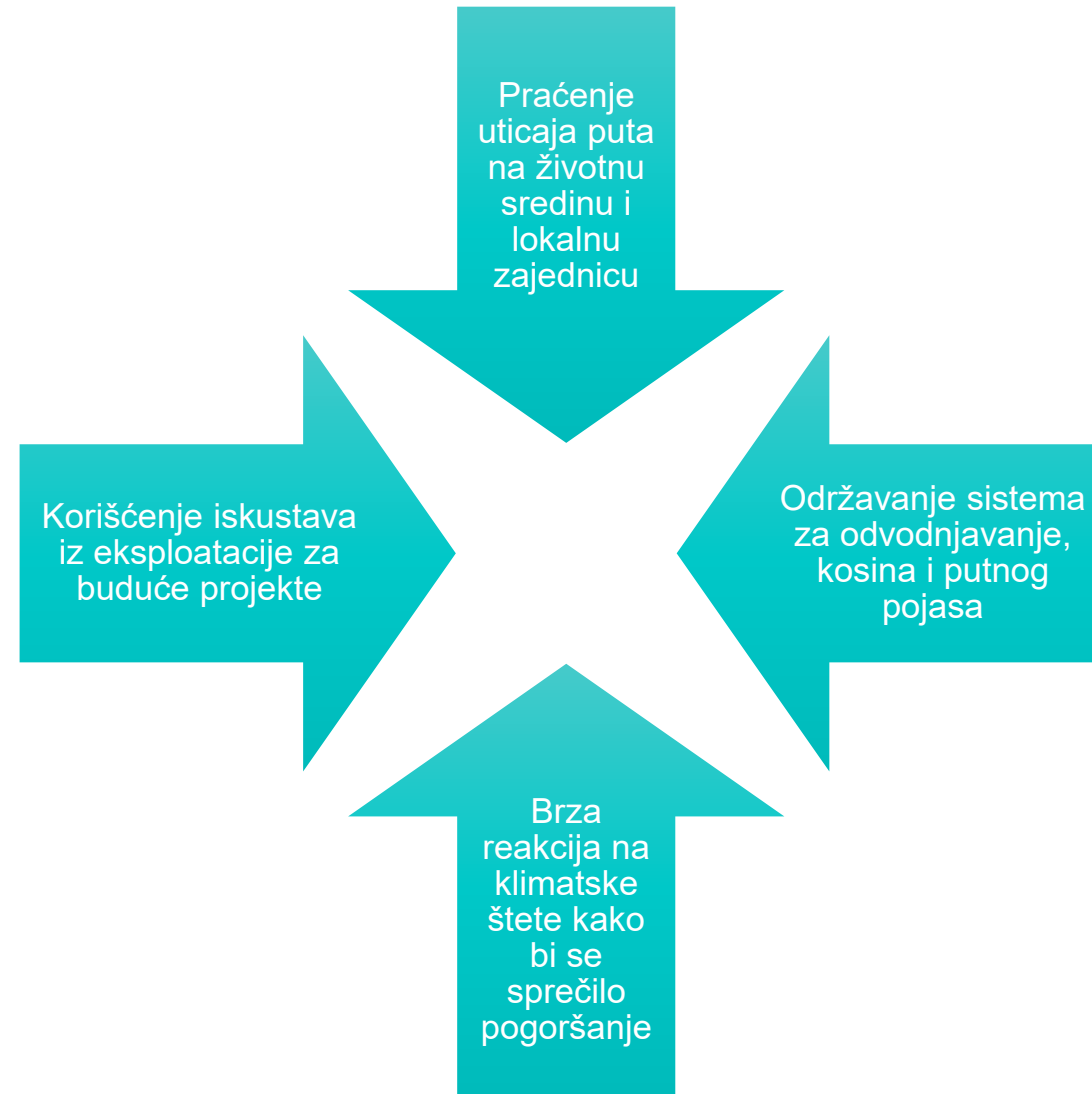 Praćenje
uticaja puta
na životnu
sredinu i
lokalnu
zajednicu
Korišćenje iskustava
iz eksploatacije za
buduće projekte
Održavanje sistema
za odvodnjavanje,
kosina i putnog
pojasa
Brza
reakcija na
klimatske
štete kako
bi se
sprečilo
pogoršanje